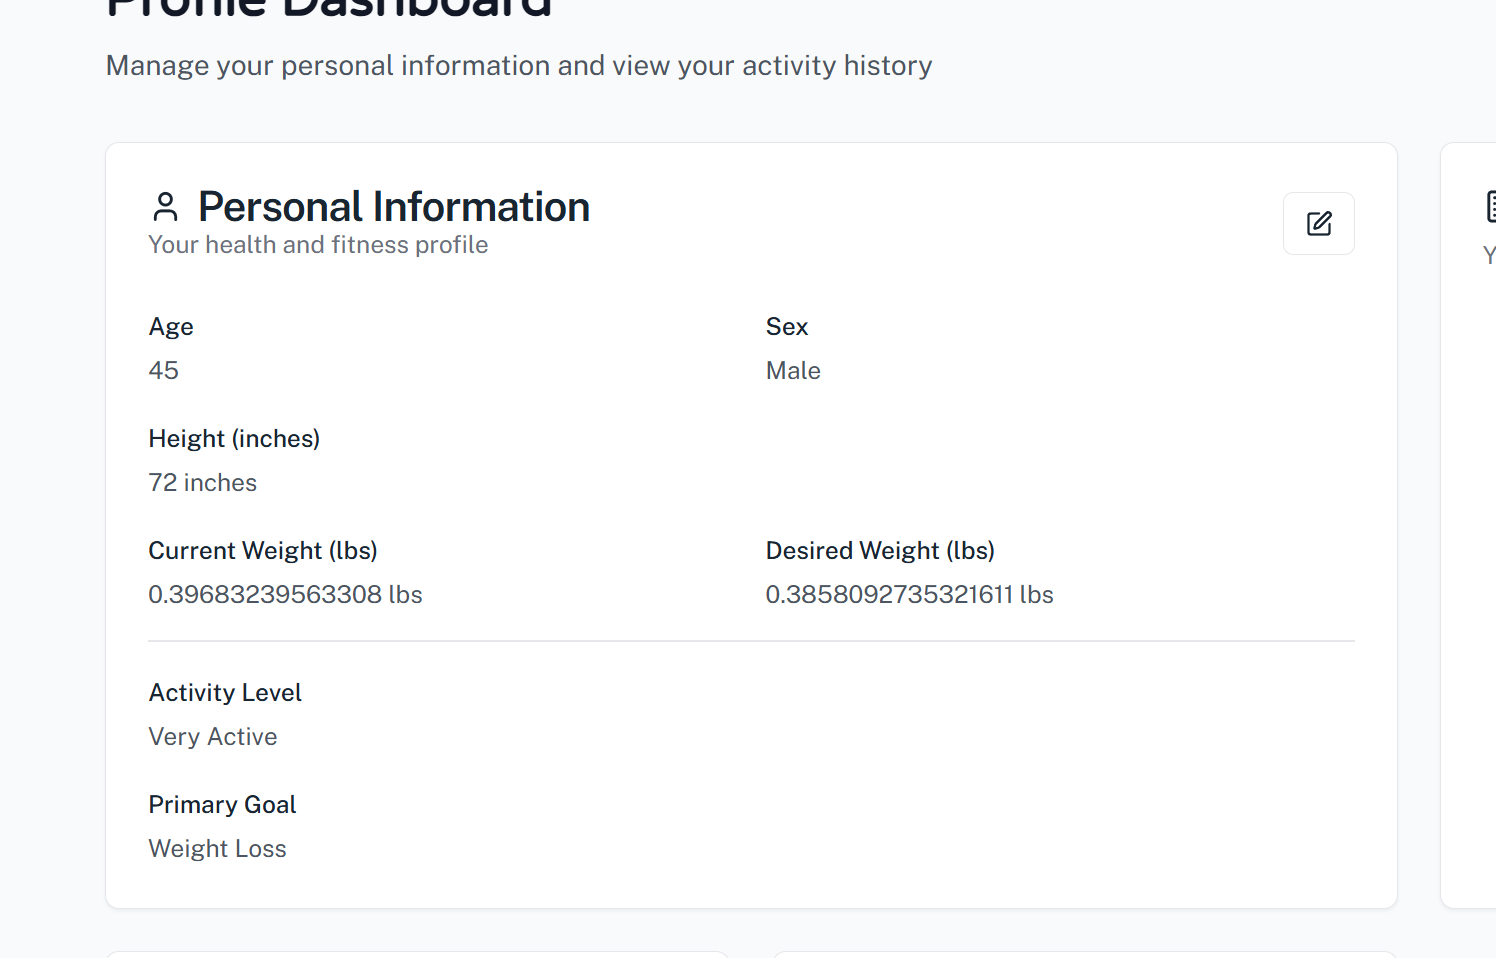 Profile Dashboard
Manage your personal information and view your activity history
Personal Information
Your health and fitness profile
Age
45
Sex
Male
Height (inches)
72 inches
Current Weight (lbs)
0.39683239563308 lbs
Desired Weight (lbs)
0.3858092735321611 lbs
Activity Level
Very Active
Primary Goal
Weight Loss